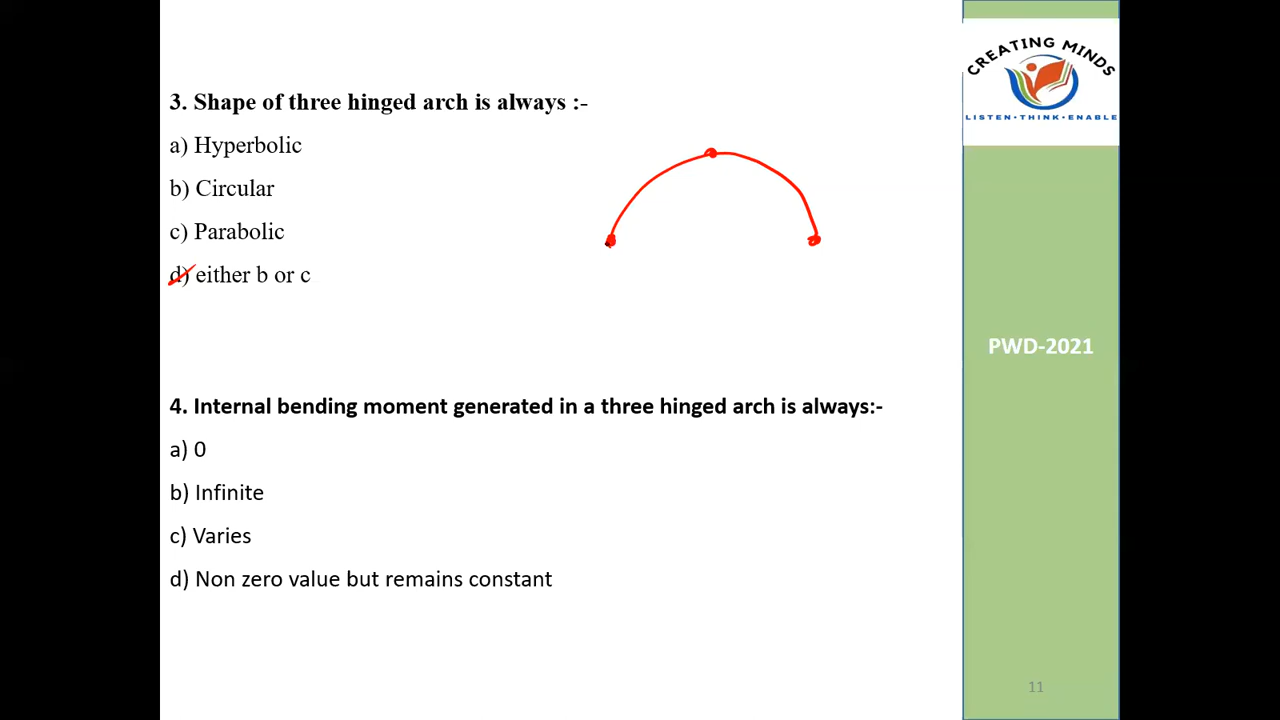 CREATING MINDS
LISTEN•THINK•ENABLE
3. Shape of three hinged arch is always :-
a) Hyperbolic
b) Circular
c) Parabolic
d) either b or c
PWD-2021
4. Internal bending moment generated in a three hinged arch is always:-
a) 0
b) Infinite
c) Varies
d) Non zero value but remains constant
11